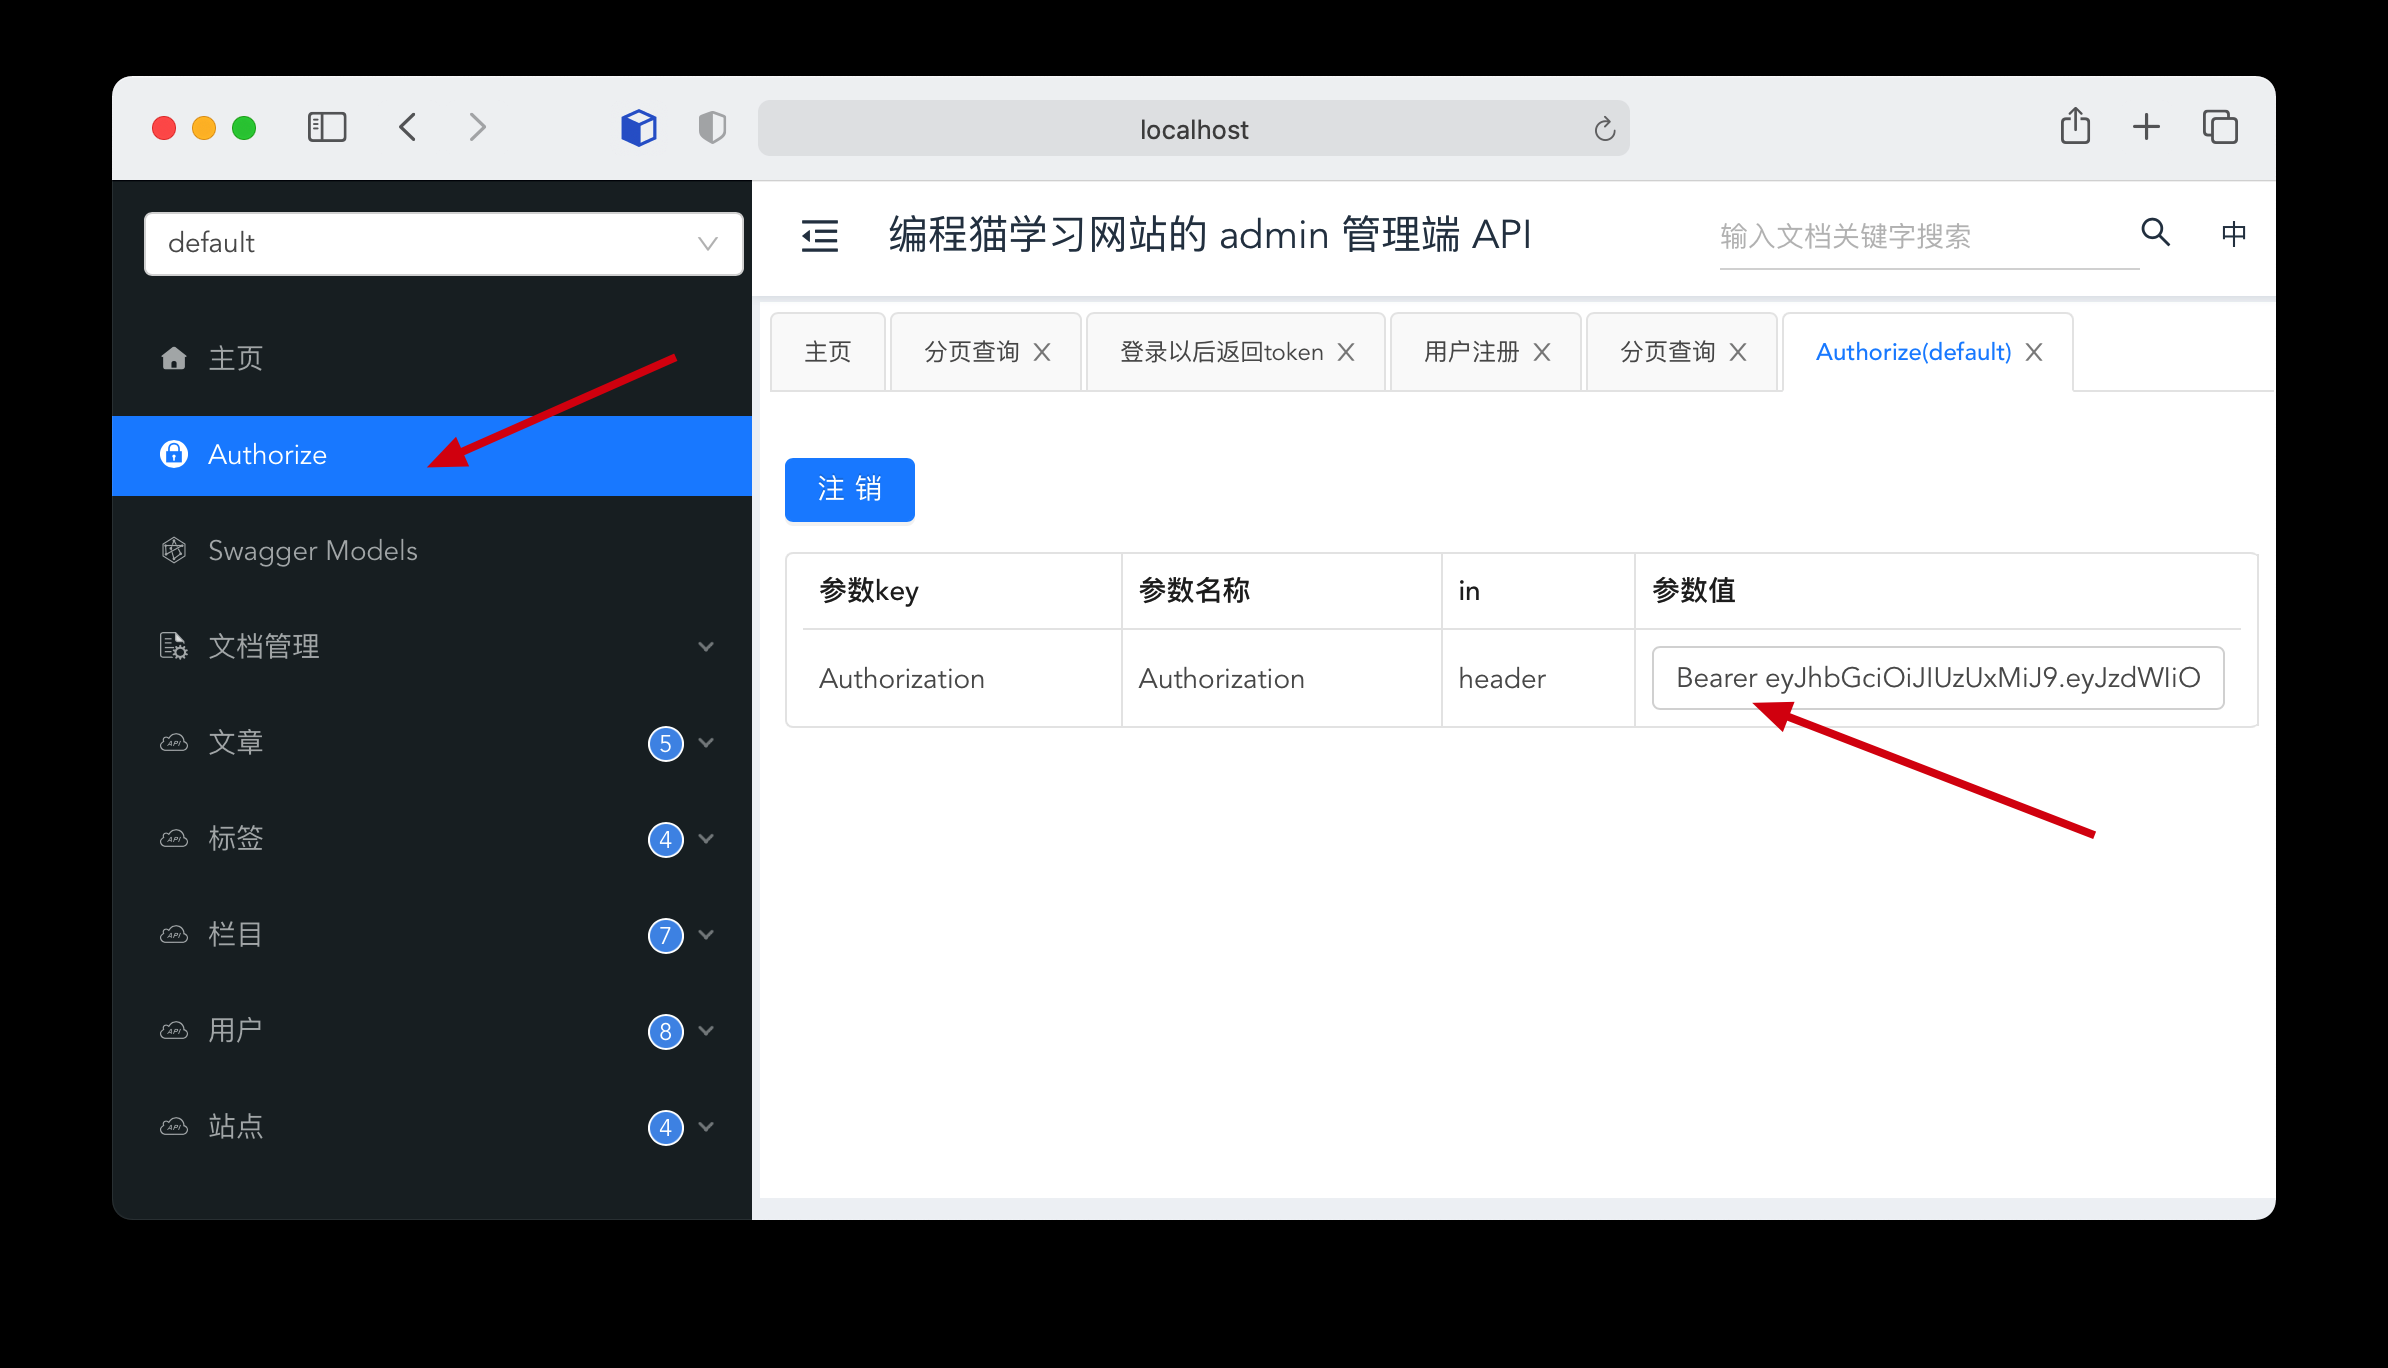 localhost
default
编程猫学习网站的 admin 管理端 API
输入文档关键字搜索
中
主页
Authorize
Swagger Models
文档管理
文章 5
标签 4
栏目 7
用户 8
站点 4
主页 分页查询 X 登录以后返回token X 用户注册 X 分页查询 X Authorize(default) X
注 销
参数key 参数名称 in 参数值
Authorization Authorization header Bearer eyJhbGciOiJIUzUxMiJ9.eyJzdWIiO